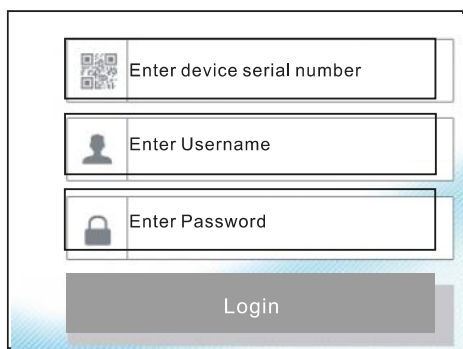 Enter device serial number
Enter Username
Enter Password
Login